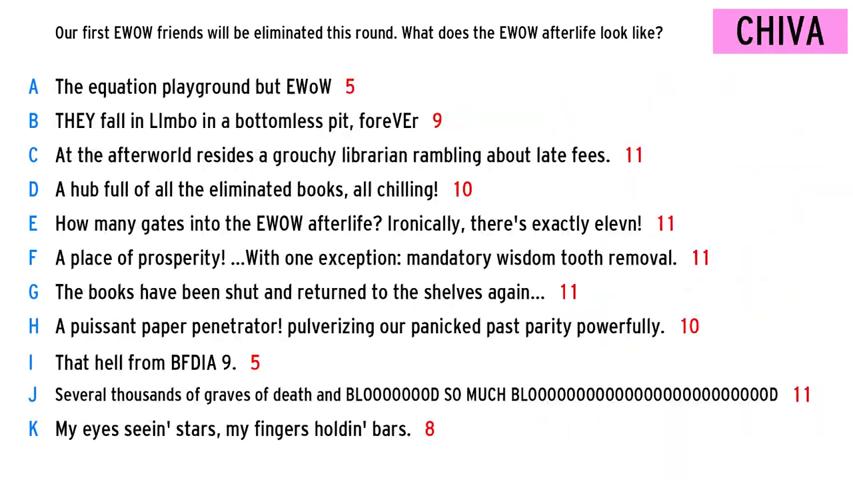 Our first EWOW friends will be eliminated this round. What does the EWOW afterlife look like?
CHIVA
A The equation playground but EWoW 5
B THEY fall in LImbo in a bottomless pit, foreVEr 9
C At the afterworld resides a grouchy librarian rambling about late fees. 11
D A hub full of all the eliminated books, all chilling! 10
E How many gates into the EWOW afterlife? Ironically, there's exactly elevn! 11
F A place of prosperity! ...With one exception: mandatory wisdom tooth removal. 11
G The books have been shut and returned to the shelves again... 11
H A puissant paper penetrator! pulverizing our panicked past parity powerfully. 10
I That hell from BFDIA 9. 5
J Several thousands of graves of death and BLOOOOOOOD SO MUCH BLOOOOOOOOOOOOOOOOOOOOOOOOOD 11
K My eyes seein' stars, my fingers holdin' bars. 8